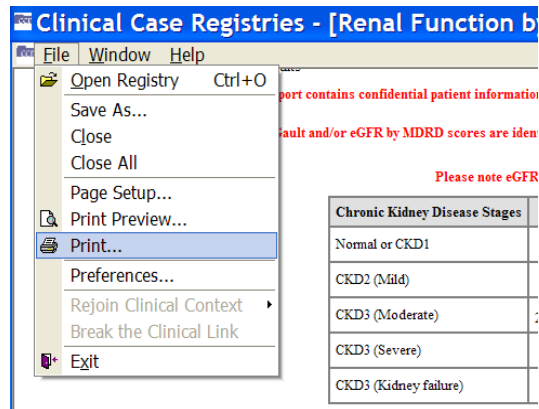 Clinical Case Registries - [Renal Function by
File Window Help
Open Registry Ctrl+O
Save As...
Close
Close All
Page Setup...
Print Preview...
Print...
Preferences...
Rejoin Clinical Context
Break the Clinical Link
Exit
port contains confidential patient informatio
ault and/or eGFR by MDRD scores are iden
Please note eGFR
Chronic Kidney Disease Stages
Normal or CKD1
CKD2 (Mild)
CKD3 (Moderate)
CKD3 (Severe)
CKD3 (Kidney failure)